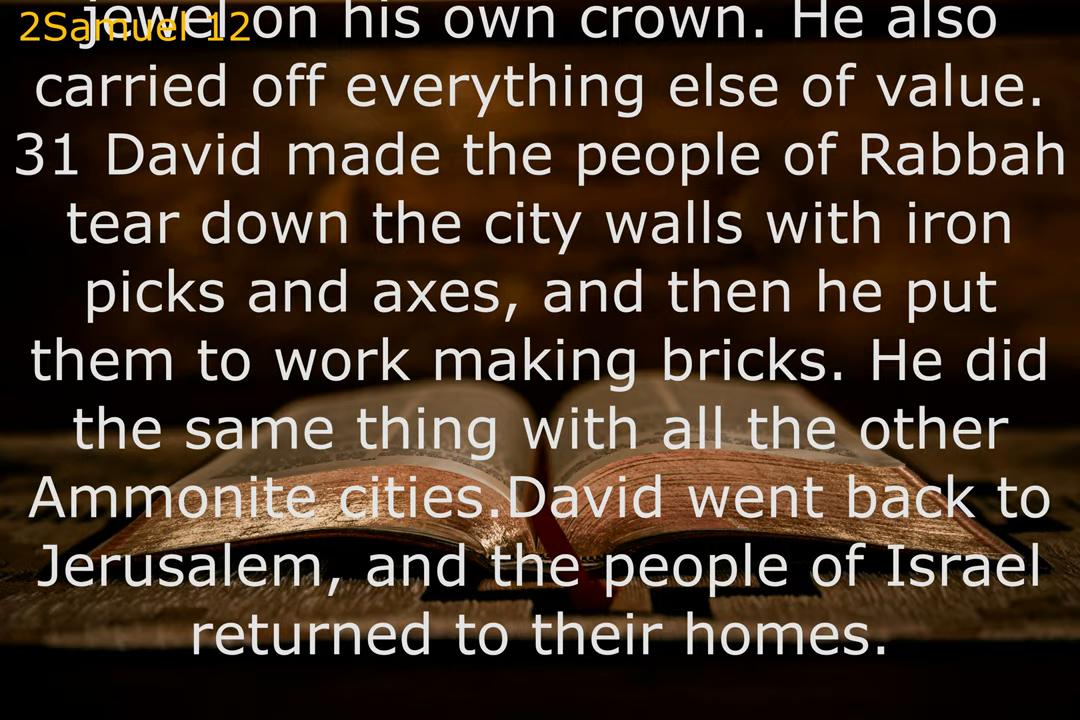 2Samuel 12
jewel on his own crown. He also
carried off everything else of value.
31 David made the people of Rabbah
tear down the city walls with iron
picks and axes, and then he put
them to work making bricks. He did
the same thing with all the other
Ammonite cities.David went back to
Jerusalem, and the people of Israel
returned to their homes.